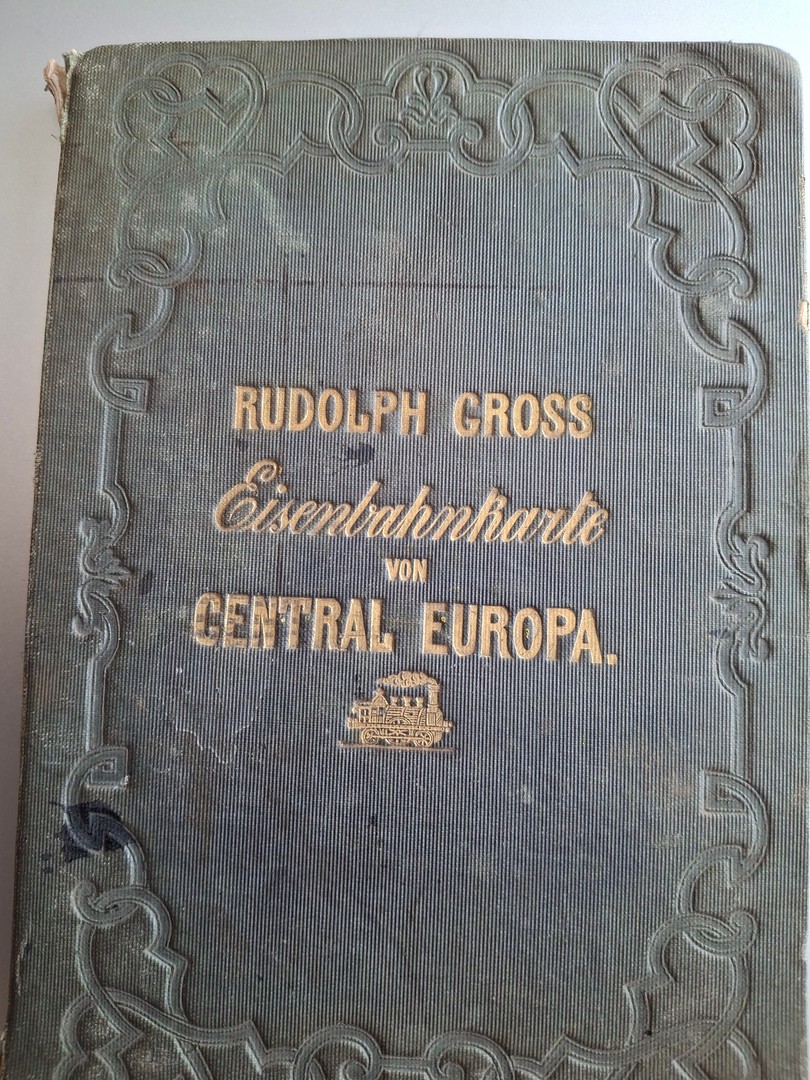 RUDOLPH GROSS
Eisenbahnkarte
VON
CENTRAL EUROPA.